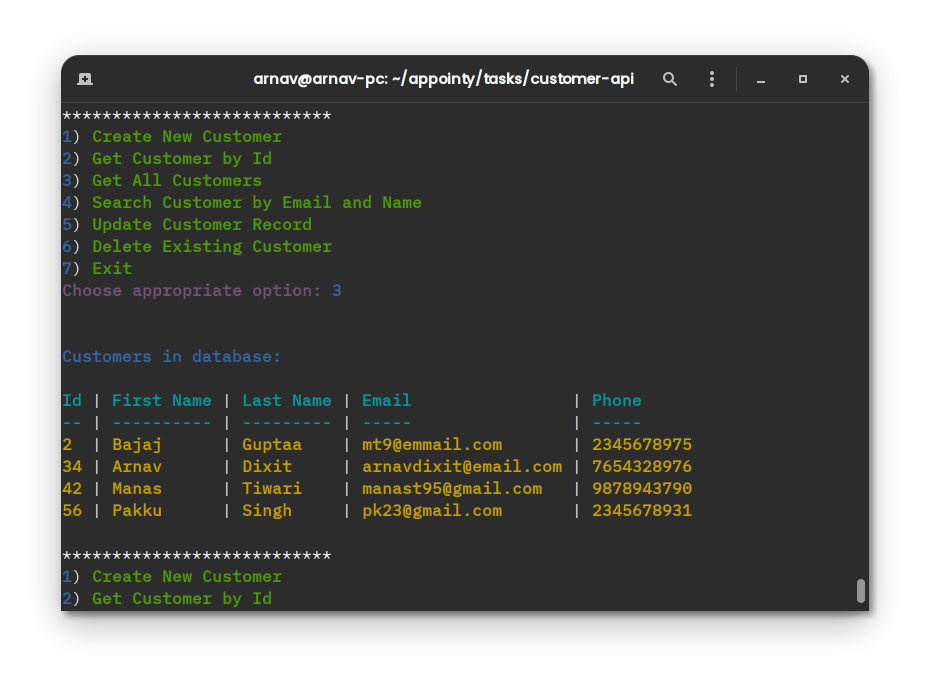 arnav@arnav-pc: ~/appointy/tasks/customer-api
***************************
1) Create New Customer
2) Get Customer by Id
3) Get All Customers
4) Search Customer by Email and Name
5) Update Customer Record
6) Delete Existing Customer
7) Exit
Choose appropriate option: 3
Customers in database:
Id | First Name | Last Name | Email                | Phone
-- | ---------- | --------- | -----                | -----
2  | Bajaj      | Guptaa    | mt9@emmail.com       | 2345678975
34 | Arnav      | Dixit     | arnavdixit@email.com | 7654328976
42 | Manas      | Tiwari    | manast95@gmail.com   | 9878943790
56 | Pakku      | Singh     | pk23@gmail.com       | 2345678931
***************************
1) Create New Customer
2) Get Customer by Id